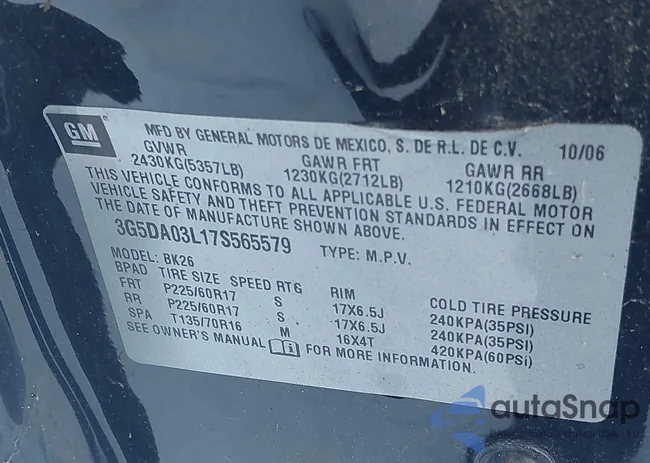 GM
MFD BY GENERAL MOTORS DE MEXICO, S. DE R.L. DE C.V. 10/06
GVWR GAWR FRT GAWR RR
2430KG(5357LB) 1230KG(2712LB) 1210KG(2668LB)
THIS VEHICLE CONFORMS TO ALL APPLICABLE U.S. FEDERAL MOTOR
VEHICLE SAFETY AND THEFT PREVENTION STANDARDS IN EFFECT ON
THE DATE OF MANUFACTURE SHOWN ABOVE.
3G5DA03L17S565579 TYPE: M.P.V.
MODEL: BK26
BPAD TIRE SIZE SPEED RTG RIM COLD TIRE PRESSURE
FRT P225/60R17 S 17X6.5J 240KPA(35PSI)
RR P225/60R17 S 17X6.5J 240KPA(35PSI)
SPA T135/70R16 M 16X4T 420KPA(60PSi)
SEE OWNER'S MANUAL FOR MORE INFORMATION.
autoSnap